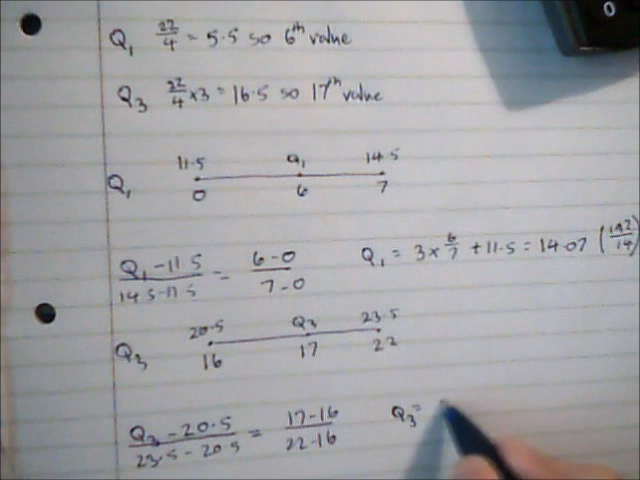 Q₁ 22/4 = 5.5 so 6th value
Q₃ 22/4 × 3 = 16.5 so 17th value
11.5 Q₁ 14.5
Q₁ 0 6 7
(Q₁ - 11.5)/(14.5 - 11.5) = (6 - 0)/(7 - 0) Q₁ = 3 × 6/7 + 11.5 = 14.07 (197/14)
20.5 Q₃ 23.5
Q₃ 16 17 22
(Q₃ - 20.5)/(23.5 - 20.5) = (17 - 16)/(22 - 16) Q₃ =